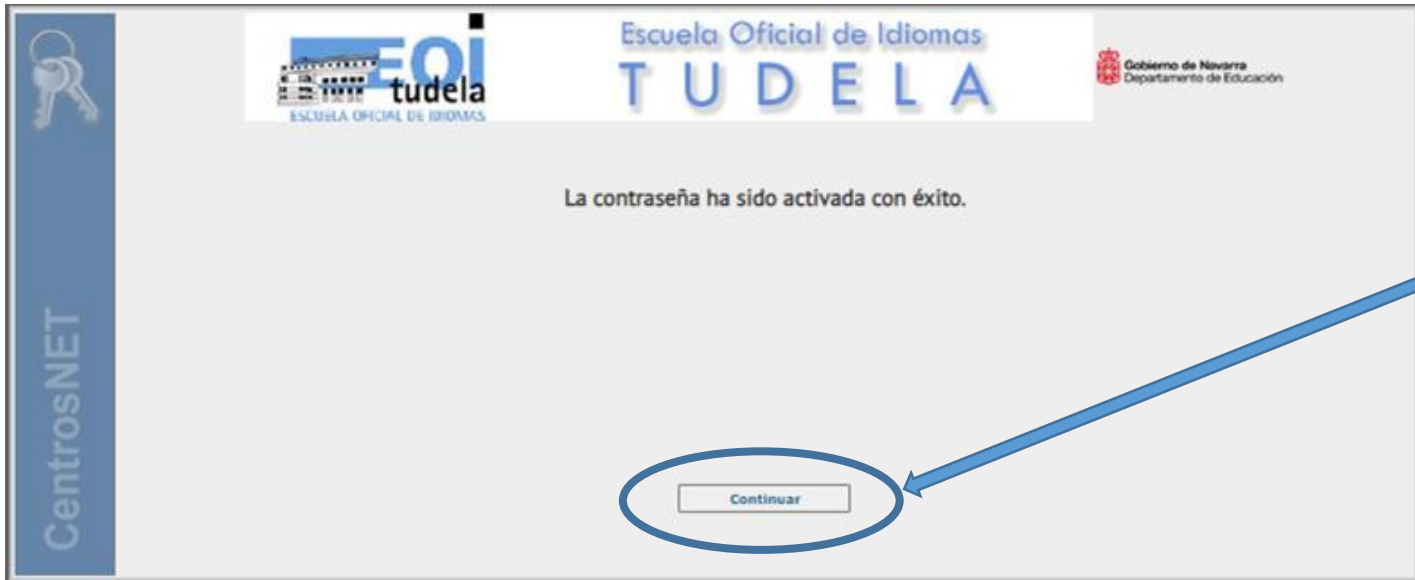 EOi
tudela
ESCUELA OFICIAL DE IDIOMAS
Escuela Oficial de Idiomas
TUDELA
Gobierno de Navarra
Departamento de Educación
La contraseña ha sido activada con éxito.
Continuar
CentrosNET